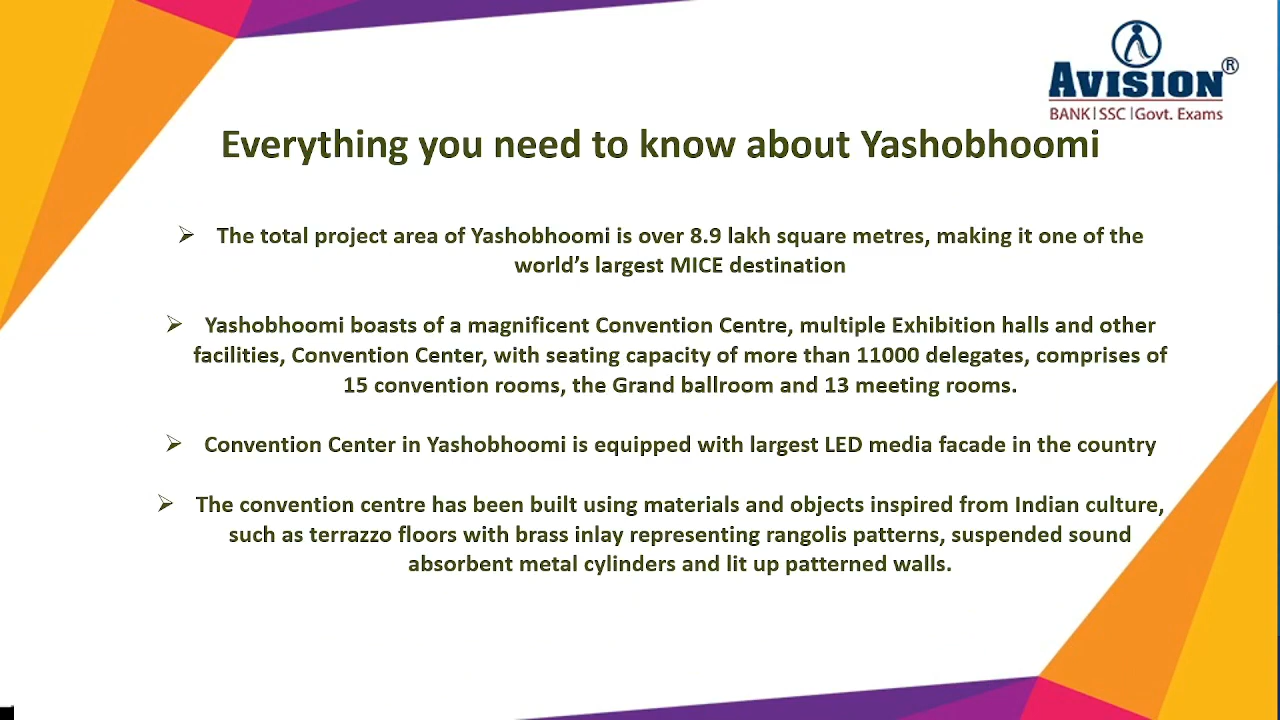 AVISION®
BANK|SSC|Govt. Exams
Everything you need to know about Yashobhoomi
➢ The total project area of Yashobhoomi is over 8.9 lakh square metres, making it one of the
world's largest MICE destination
➢ Yashobhoomi boasts of a magnificent Convention Centre, multiple Exhibition halls and other
facilities, Convention Center, with seating capacity of more than 11000 delegates, comprises of
15 convention rooms, the Grand ballroom and 13 meeting rooms.
➢ Convention Center in Yashobhoomi is equipped with largest LED media facade in the country
➢ The convention centre has been built using materials and objects inspired from Indian culture,
such as terrazzo floors with brass inlay representing rangolis patterns, suspended sound
absorbent metal cylinders and lit up patterned walls.